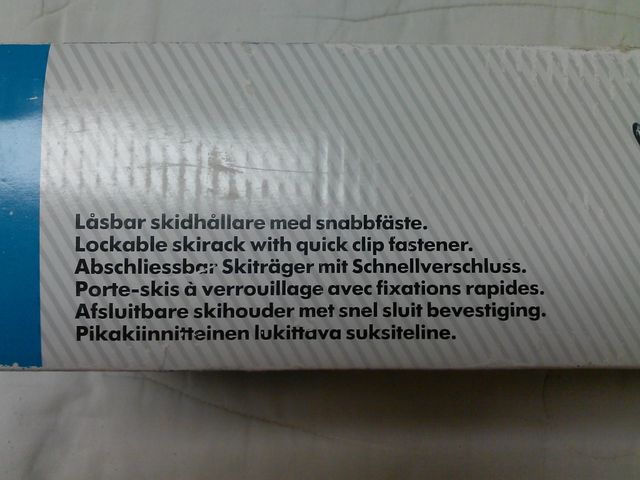 Låsbar skidhållare med snabbfäste.
Lockable skirack with quick clip fastener.
Abschliessbar Skiträger mit Schnellverschluss.
Porte-skis à verrouillage avec fixations rapides.
Afsluitbare skihouder met snel sluit bevestiging.
Pikakiinnitteinen lukittava suksiteline.